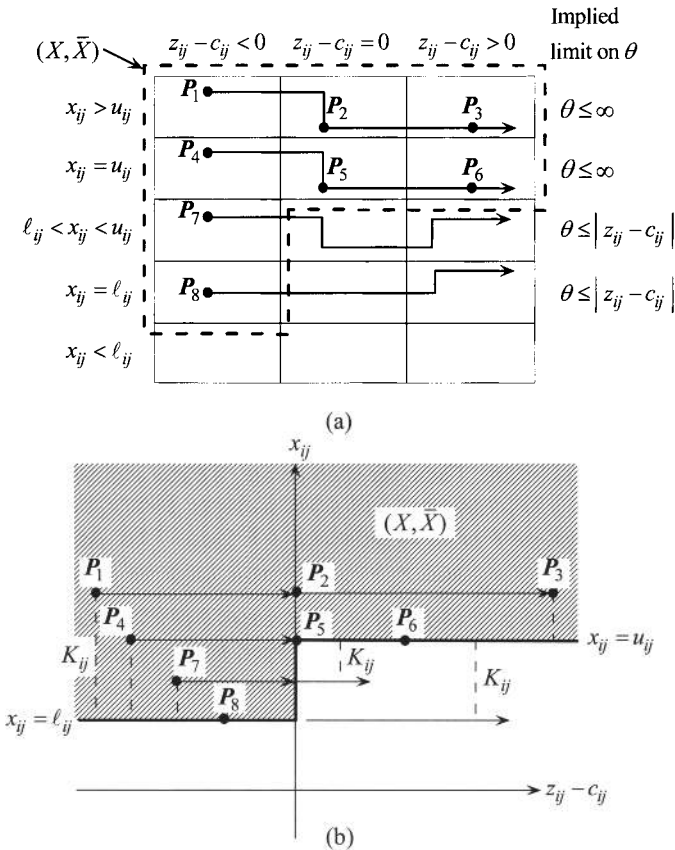 Implied
limit on θ
(X, X̄)
z_ij – c_ij < 0 z_ij – c_ij = 0 z_ij – c_ij > 0
x_ij > u_ij P_1 P_2 P_3 θ ≤ ∞
x_ij = u_ij P_4 P_5 P_6 θ ≤ ∞
ℓ_ij < x_ij < u_ij P_7 θ ≤ | z_ij – c_ij |
x_ij = ℓ_ij P_8 θ ≤ | z_ij – c_ij |
x_ij < ℓ_ij
(a)
x_ij
(X, X̄)
P_1 P_2 P_3
P_4 P_5 P_6
x_ij = u_ij
K_ij P_7 K_ij
K_ij
P_8
x_ij = ℓ_ij
z_ij – c_ij
(b)